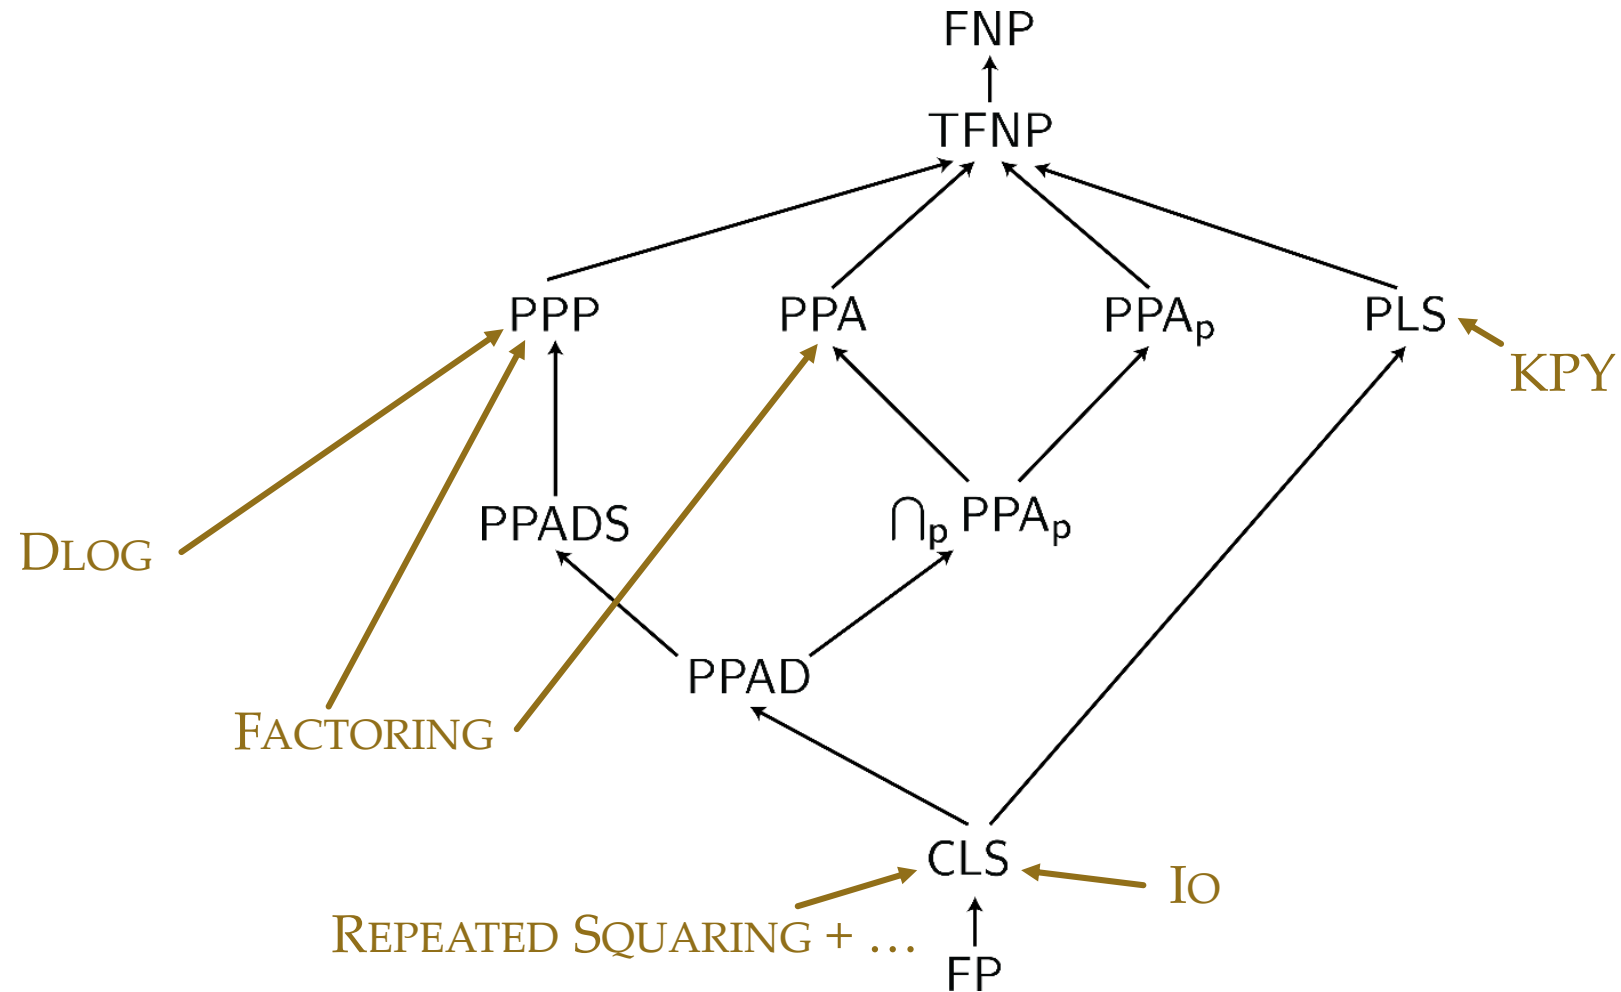 FNP
TFNP
PPP PPA PPAₚ PLS
KPY
PPADS ⋂ₚ PPAₚ
DLOG
PPAD
FACTORING
CLS
IO
REPEATED SQUARING + …
FP